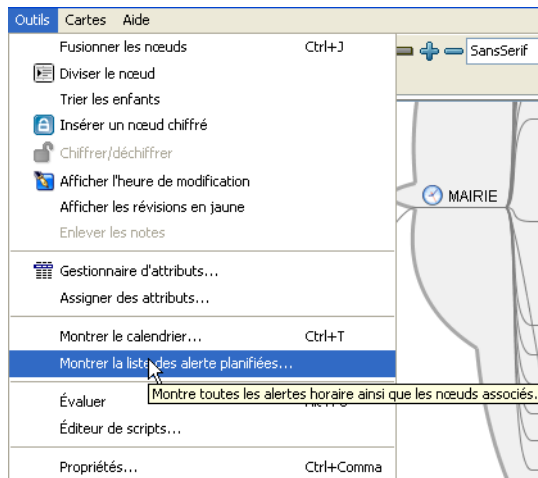 Outils Cartes Aide
Fusionner les nœuds Ctrl+J
SansSerif
Diviser le nœud
Trier les enfants
Insérer un nœud chiffré
Chiffrer/déchiffrer
Afficher l'heure de modification
MAIRIE
Afficher les révisions en jaune
Enlever les notes
Gestionnaire d'attributs...
Assigner des attributs...
Montrer le calendrier... Ctrl+T
Montrer la liste des alerte planifiées...
Montre toutes les alertes horaire ainsi que les nœuds associés.
Évaluer
Éditeur de scripts...
Propriétés... Ctrl+Comma